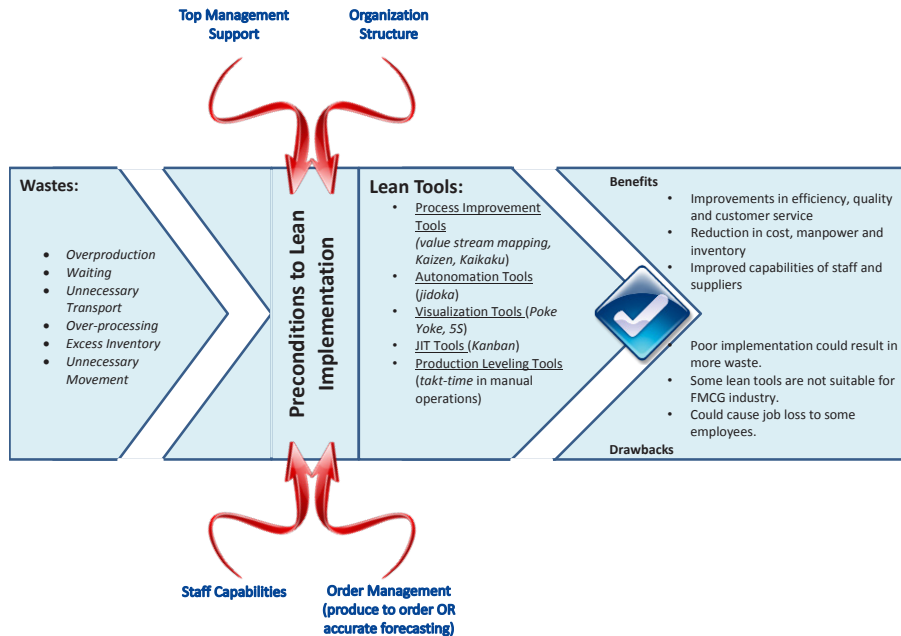 Top Management
Support
Organization
Structure
Wastes:
• Overproduction
• Waiting
• Unnecessary
Transport
• Over-processing
• Excess Inventory
• Unnecessary
Movement
Preconditions to Lean
Implementation
Lean Tools:
• Process Improvement
Tools
(value stream mapping,
Kaizen, Kaikaku)
• Autonomation Tools
(jidoka)
• Visualization Tools (Poke
Yoke, 5S)
• JIT Tools (Kanban)
• Production Leveling Tools
(takt-time in manual
operations)
Benefits
• Improvements in efficiency, quality
and customer service
• Reduction in cost, manpower and
inventory
• Improved capabilities of staff and
suppliers
• Poor implementation could result in
more waste.
• Some lean tools are not suitable for
FMCG industry.
• Could cause job loss to some
employees.
Drawbacks
Staff Capabilities
Order Management
(produce to order OR
accurate forecasting)